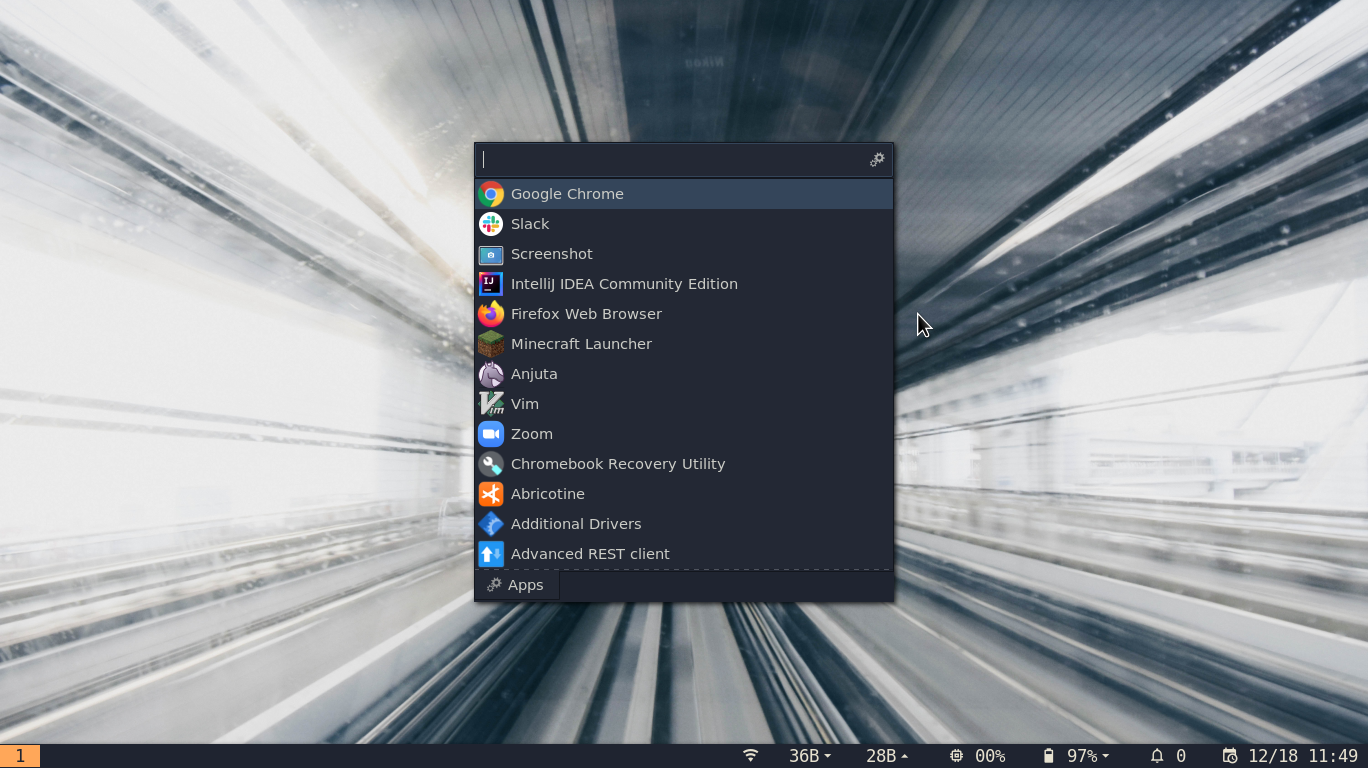 Google Chrome
Slack
Screenshot
IntelliJ IDEA Community Edition
Firefox Web Browser
Minecraft Launcher
Anjuta
Vim
Zoom
Chromebook Recovery Utility
Abricotine
Additional Drivers
Advanced REST client
Apps
1 36B 28B 00% 97% 0 12/18 11:49